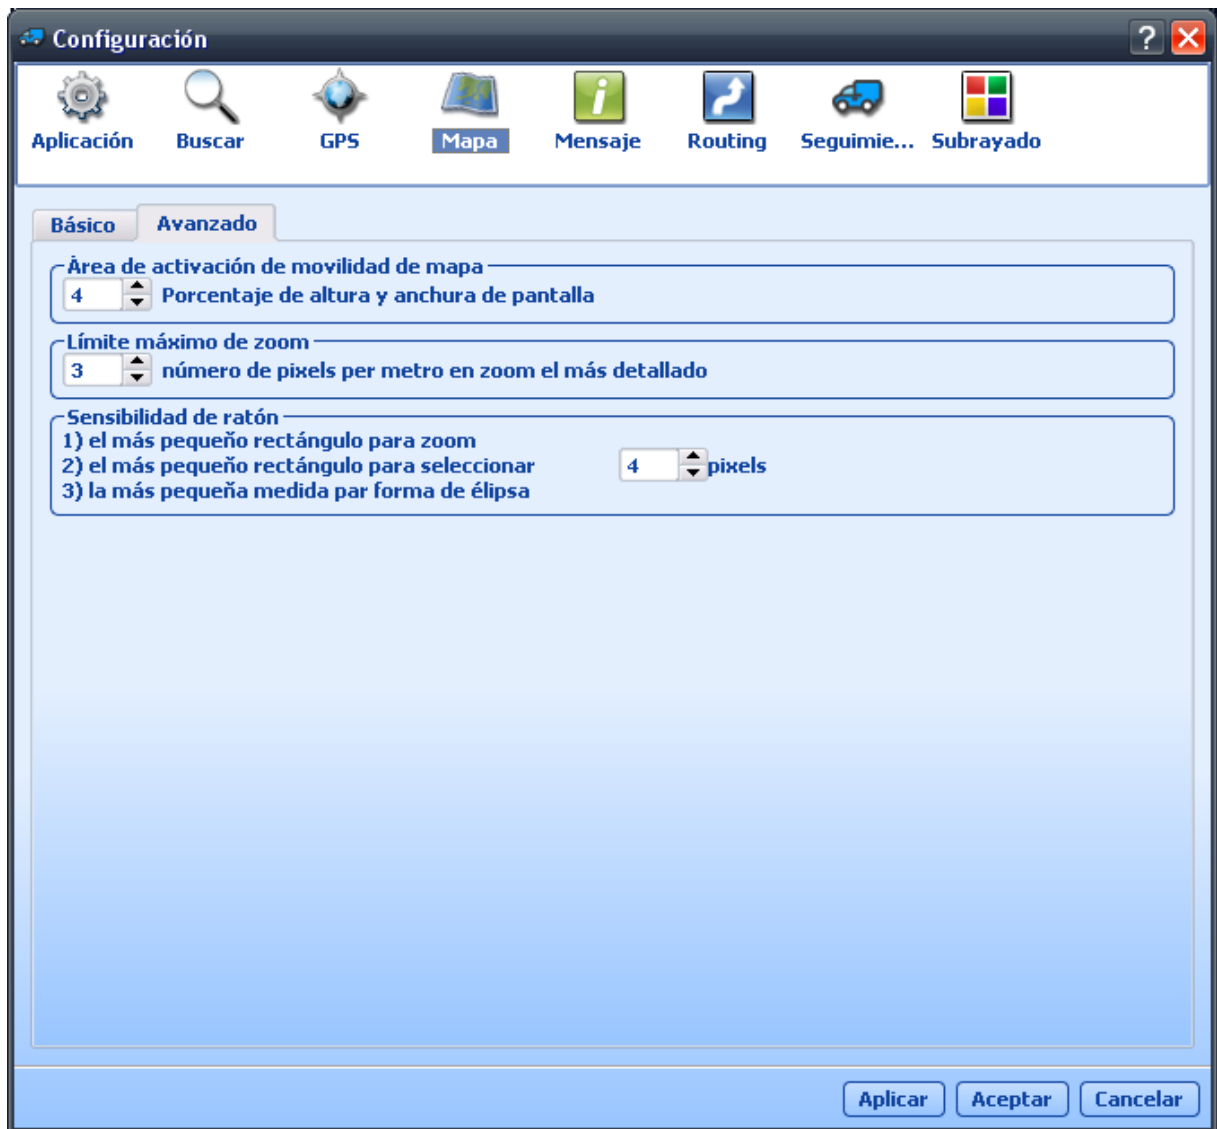 Configuración
?
Aplicación Buscar GPS Mapa Mensaje Routing Seguimie... Subrayado
Básico Avanzado
Área de activación de movilidad de mapa
4 Porcentaje de altura y anchura de pantalla
Límite máximo de zoom
3 número de pixels per metro en zoom el más detallado
Sensibilidad de ratón
1) el más pequeño rectángulo para zoom
2) el más pequeño rectángulo para seleccionar 4 pixels
3) la más pequeña medida par forma de élipsa
Aplicar Aceptar Cancelar